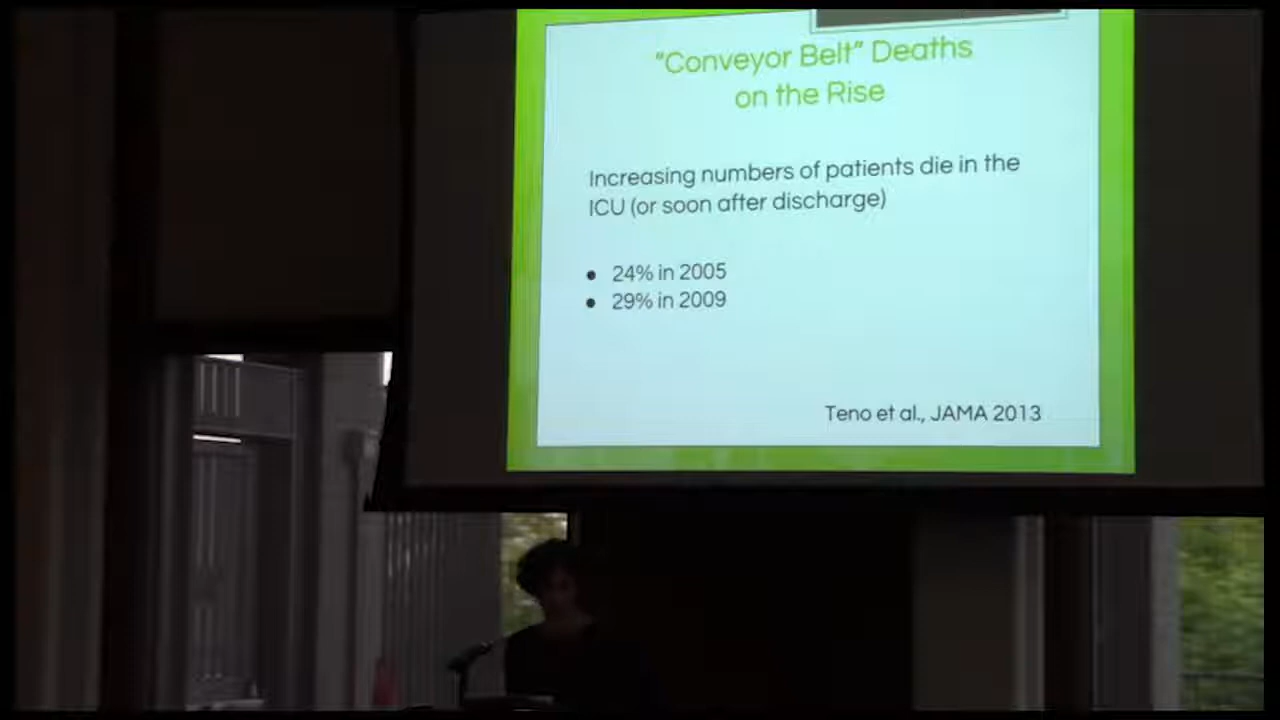 "Conveyor Belt" Deaths
on the Rise
Increasing numbers of patients die in the
ICU (or soon after discharge)
● 24% in 2005
● 29% in 2009
Teno et al., JAMA 2013